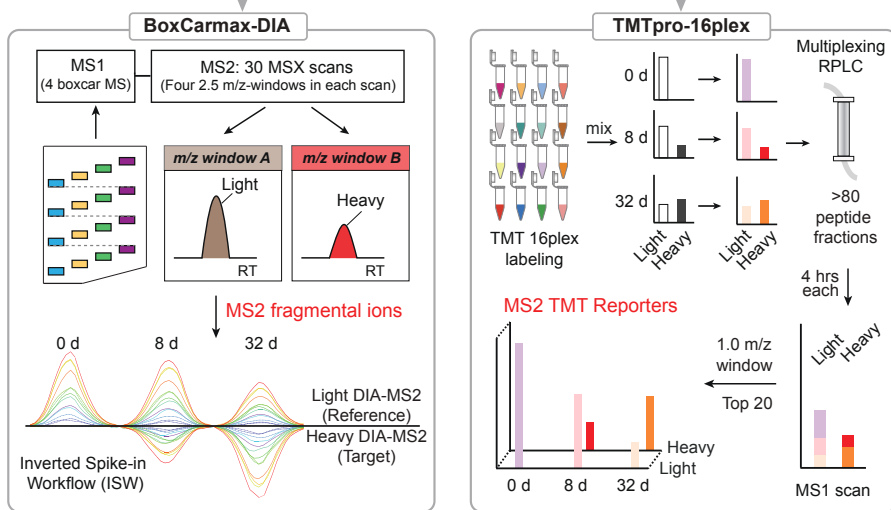 BoxCarmax-DIA
MS1
(4 boxcar MS)
MS2: 30 MSX scans
(Four 2.5 m/z-windows in each scan)
m/z window A
Light
RT
m/z window B
Heavy
RT
MS2 fragmental ions
0 d
8 d
32 d
Light DIA-MS2
(Reference)
Heavy DIA-MS2
(Target)
Inverted Spike-in
Workflow (ISW)
TMTpro-16plex
TMT 16plex
labeling
mix
0 d
8 d
32 d
Light
Heavy
Light
Heavy
Multiplexing
RPLC
>80
peptide
fractions
4 hrs
each
Light
Heavy
MS1 scan
1.0 m/z
window
Top 20
MS2 TMT Reporters
Heavy
Light
0 d
8 d
32 d